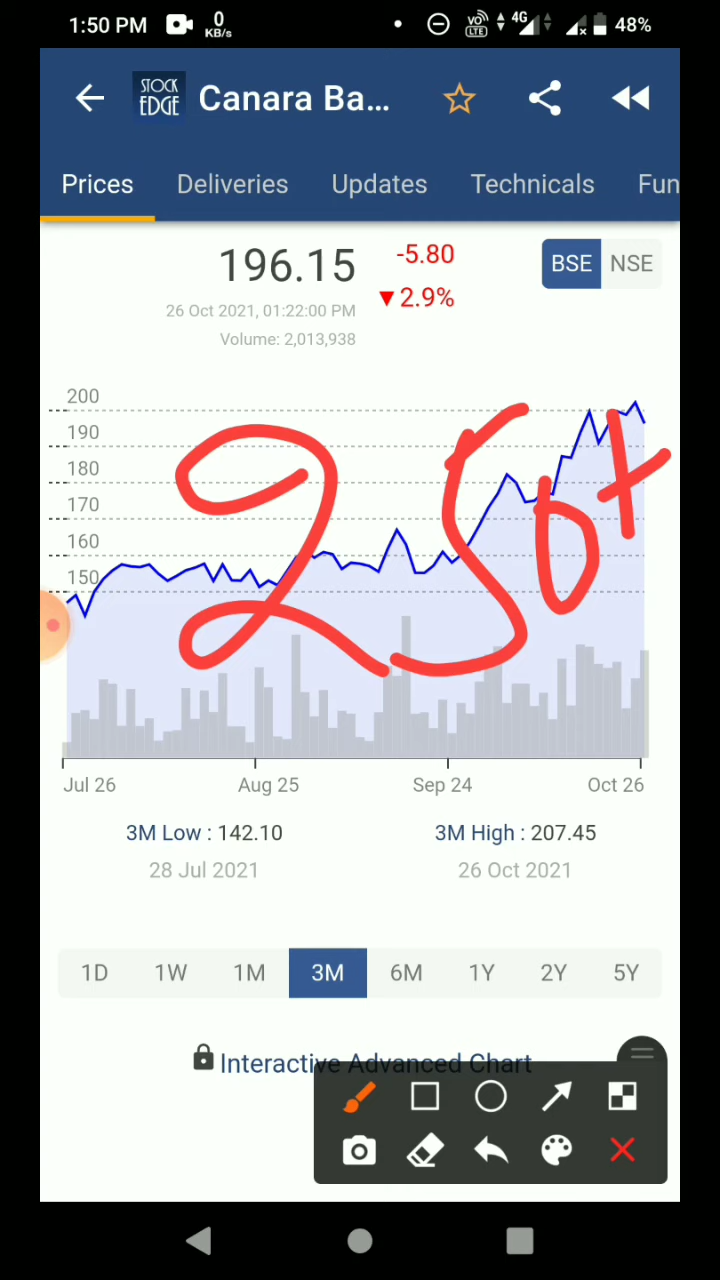 1:50 PM 0 KB/s VO LTE 4G 48%
STOCK EDGE Canara Ba...
Prices Deliveries Updates Technicals Fun
196.15 -5.80 BSE NSE
▼2.9%
26 Oct 2021, 01:22:00 PM
Volume: 2,013,938
200
190
180
170
160
150
250+
Jul 26 Aug 25 Sep 24 Oct 26
3M Low : 142.10 3M High : 207.45
28 Jul 2021 26 Oct 2021
1D 1W 1M 3M 6M 1Y 2Y 5Y
Interactive Advanced Chart